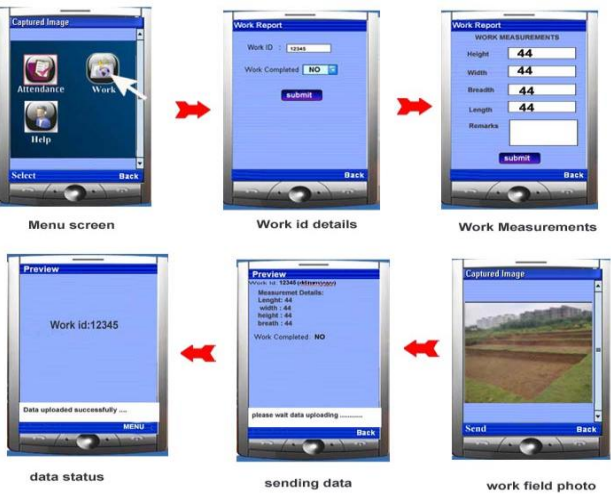 Captured Image
Attendance
Work
Help
Select Back
Menu screen
Work Report
Work ID : 12345
Work Completed NO
submit
Back
Work id details
Work Report
WORK MEASUREMENTS
Height 44
Width 44
Breadth 44
Length 44
Remarks
submit
Back
Work Measurements
Captured Image
Send Back
work field photo
Preview
Work Id: 12345
Measuremet Details:
Lenght: 44
width : 44
height : 44
breath : 44
Work Completed: NO
please wait data uploading ............
Back
sending data
Preview
Work id:12345
Data uploaded successfully ....
MENU
data status